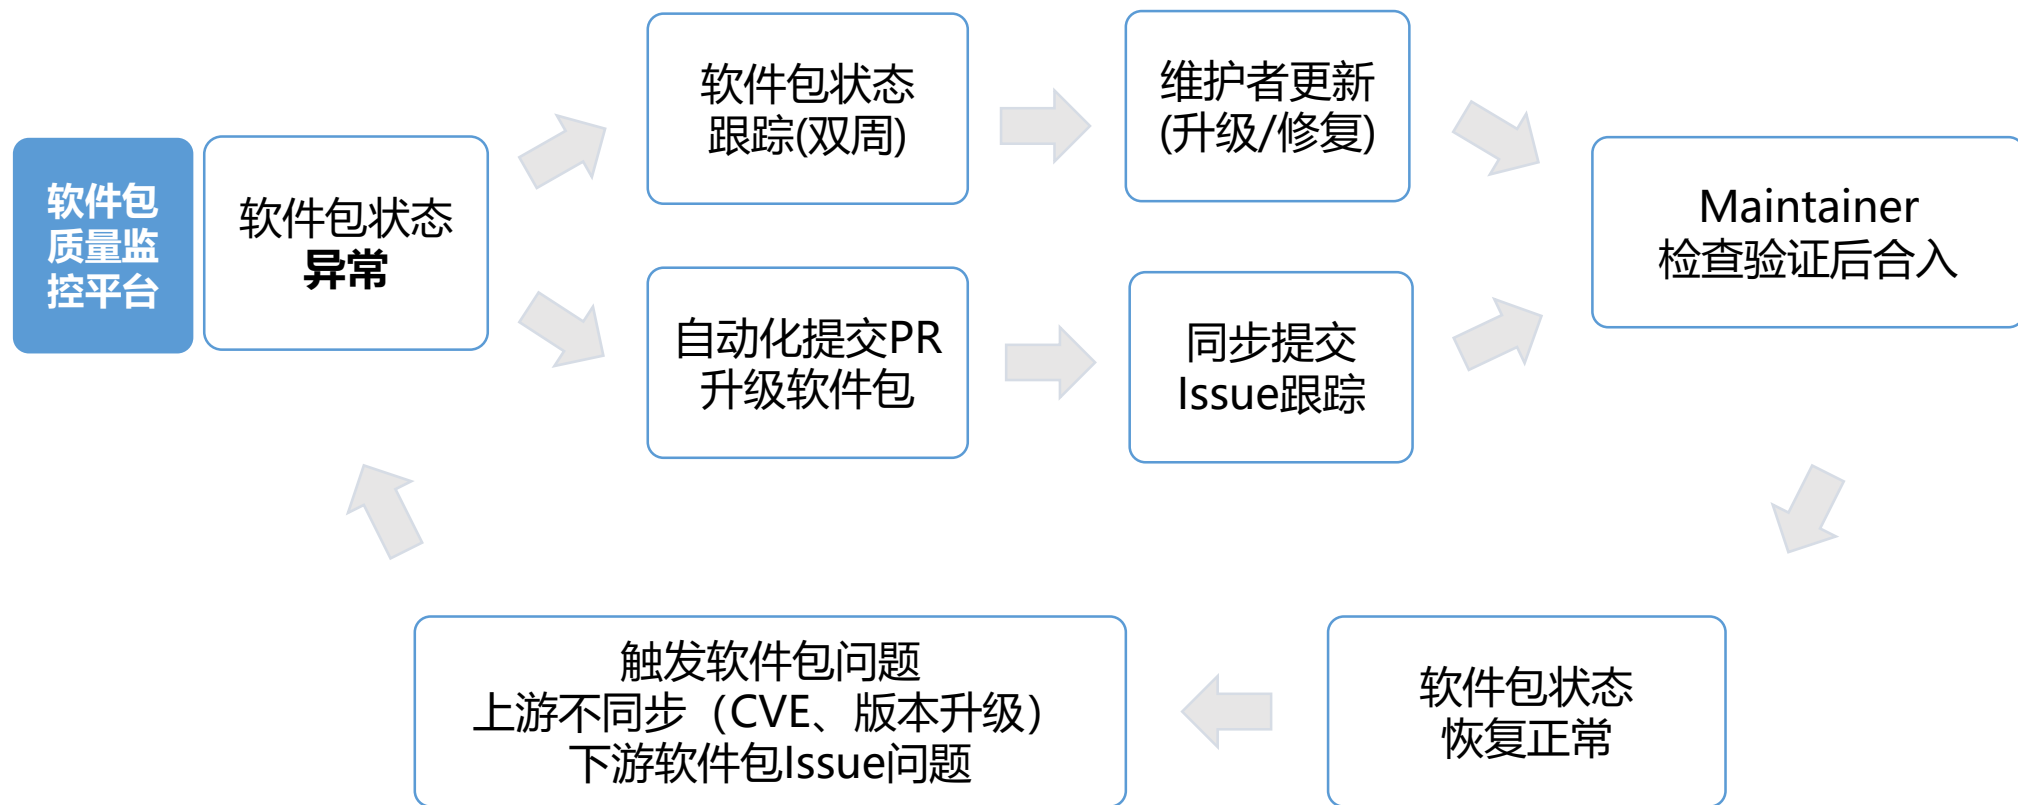 软件包
质量监
控平台
软件包状态
异常
软件包状态
跟踪(双周)
维护者更新
(升级/修复)
自动化提交PR
升级软件包
同步提交
Issue跟踪
Maintainer
检查验证后合入
软件包状态
恢复正常
触发软件包问题
上游不同步（CVE、版本升级）
下游软件包Issue问题